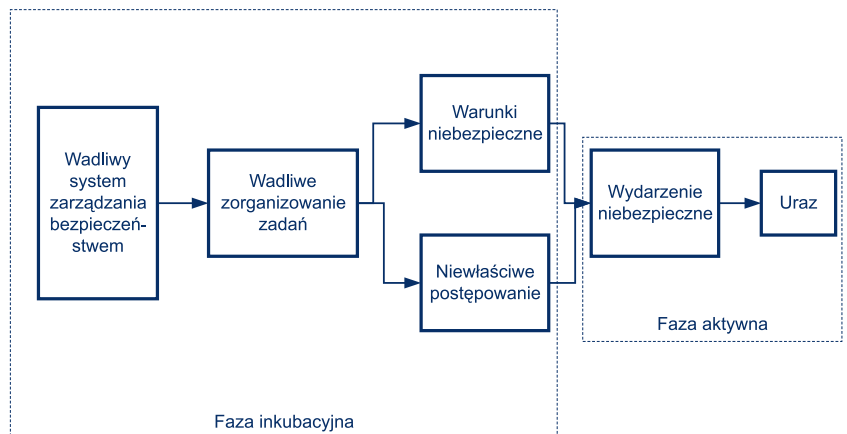 Wadliwy
system
zarządzania
bezpieczeń-
stwem
Wadliwe
zorganizowanie
zadań
Warunki
niebezpieczne
Niewłaściwe
postępowanie
Faza inkubacyjna
Wydarzenie
niebezpieczne
Uraz
Faza aktywna